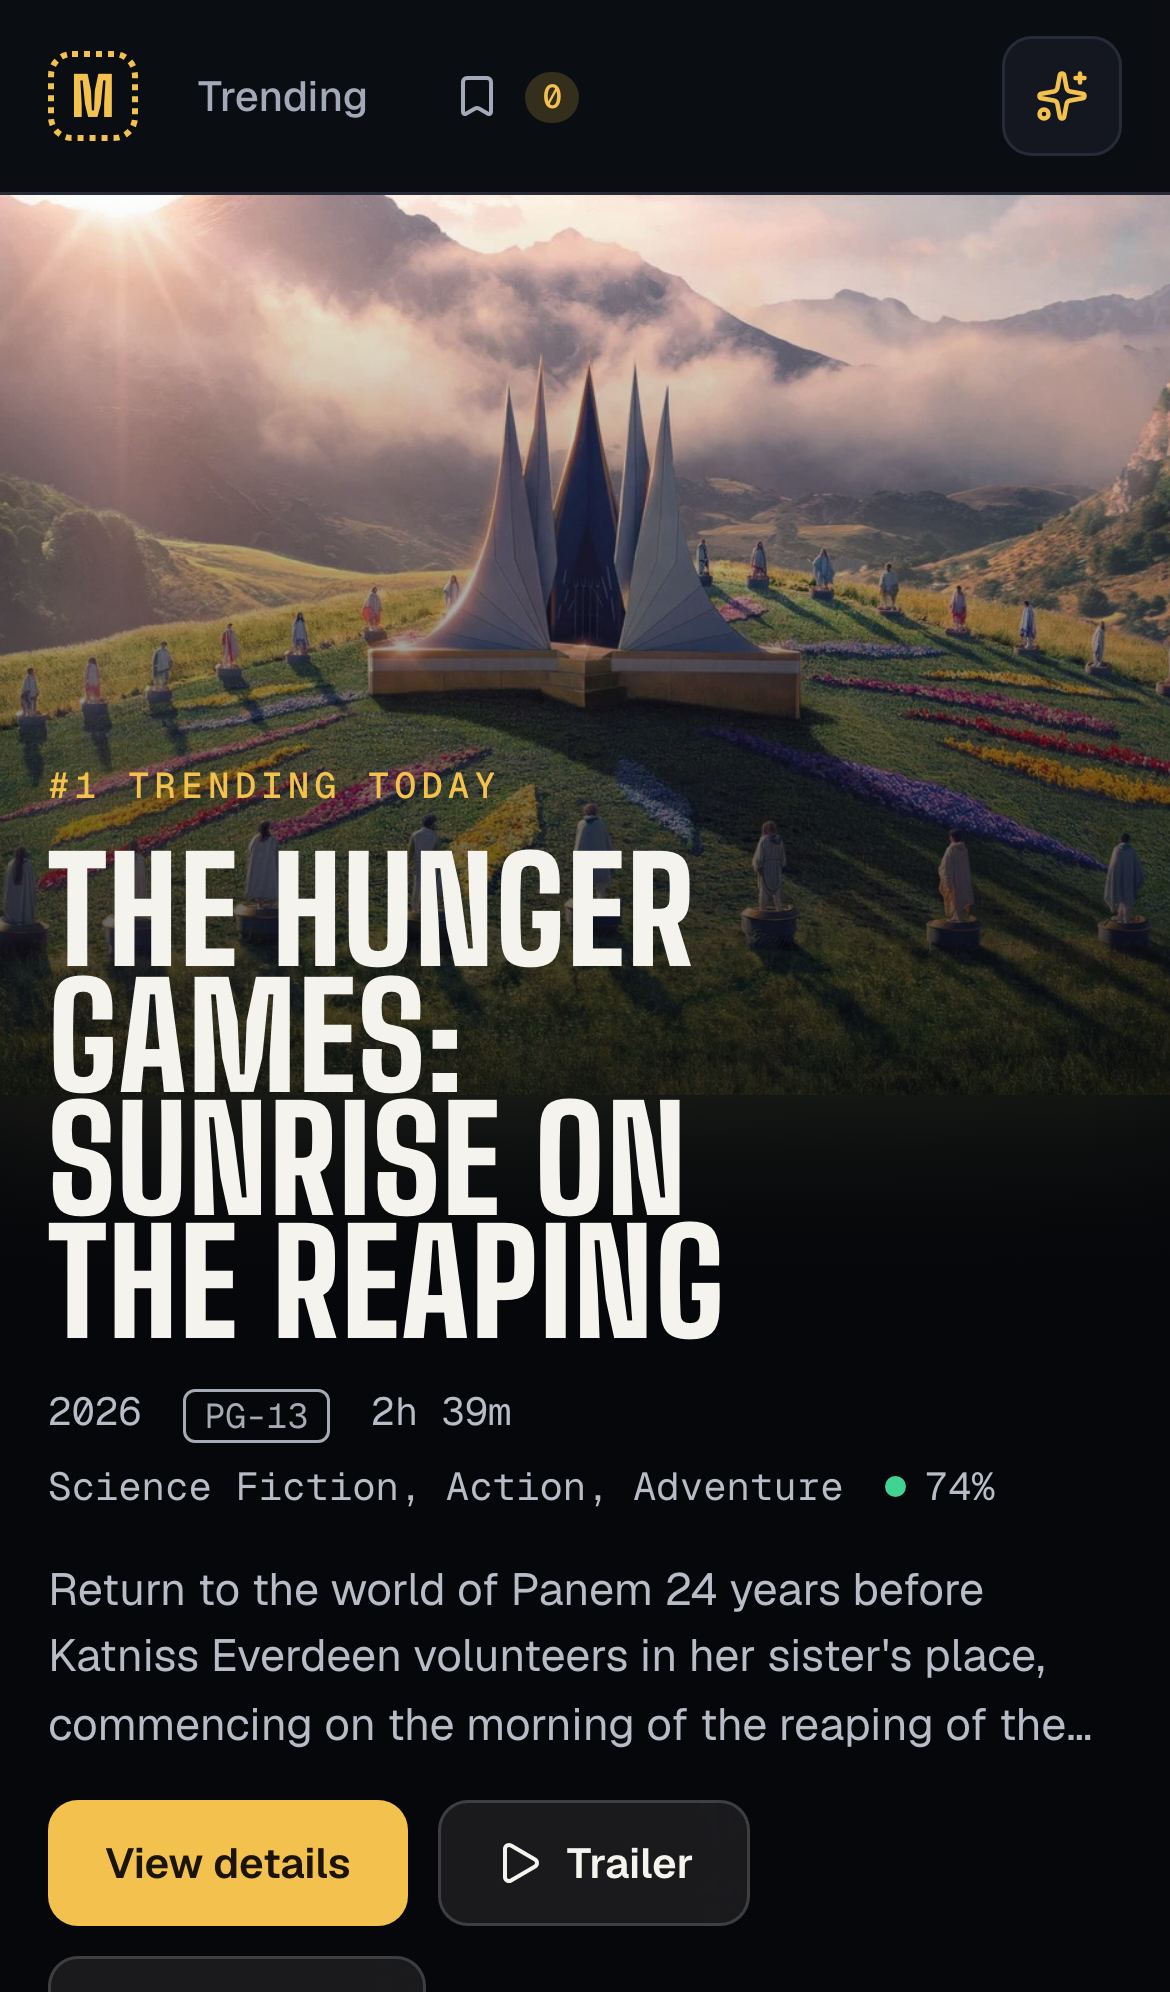 M
Trending
0
#1 TRENDING TODAY
THE HUNGER
GAMES:
SUNRISE ON
THE REAPING
2026 PG-13 2h 39m
Science Fiction, Action, Adventure 74%
Return to the world of Panem 24 years before
Katniss Everdeen volunteers in her sister's place,
commencing on the morning of the reaping of the…
View details
Trailer